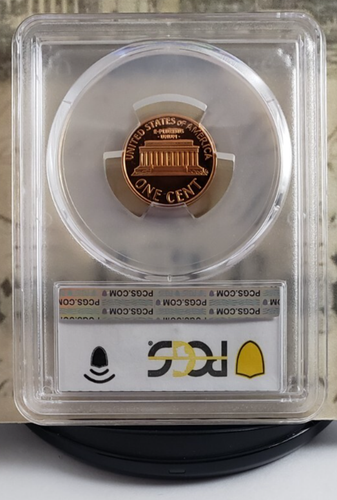 UNITED STATES OF AMERICA
E·PLURIBUS
·UNUM·
ONE CENT
PCGS.COM PCGS.COM PCGS.COM
PCGS.COM PCGS.COM PCGS.COM
PCGS